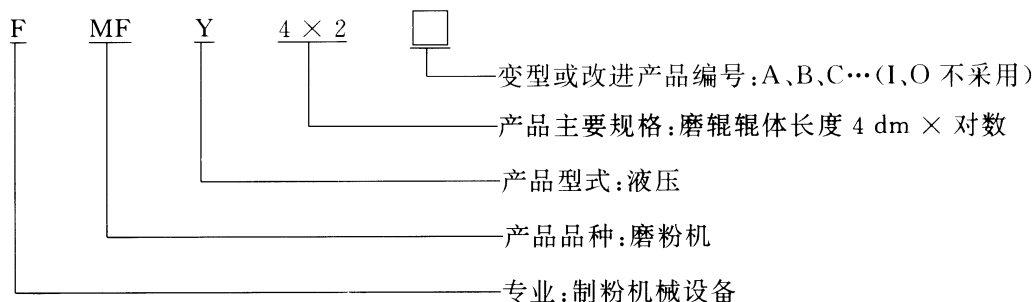 F MF Y 4 × 2 □
变型或改进产品编号:A、B、C…(I、O 不采用)
产品主要规格:磨辊辊体长度 4 dm × 对数
产品型式:液压
产品品种:磨粉机
专业:制粉机械设备